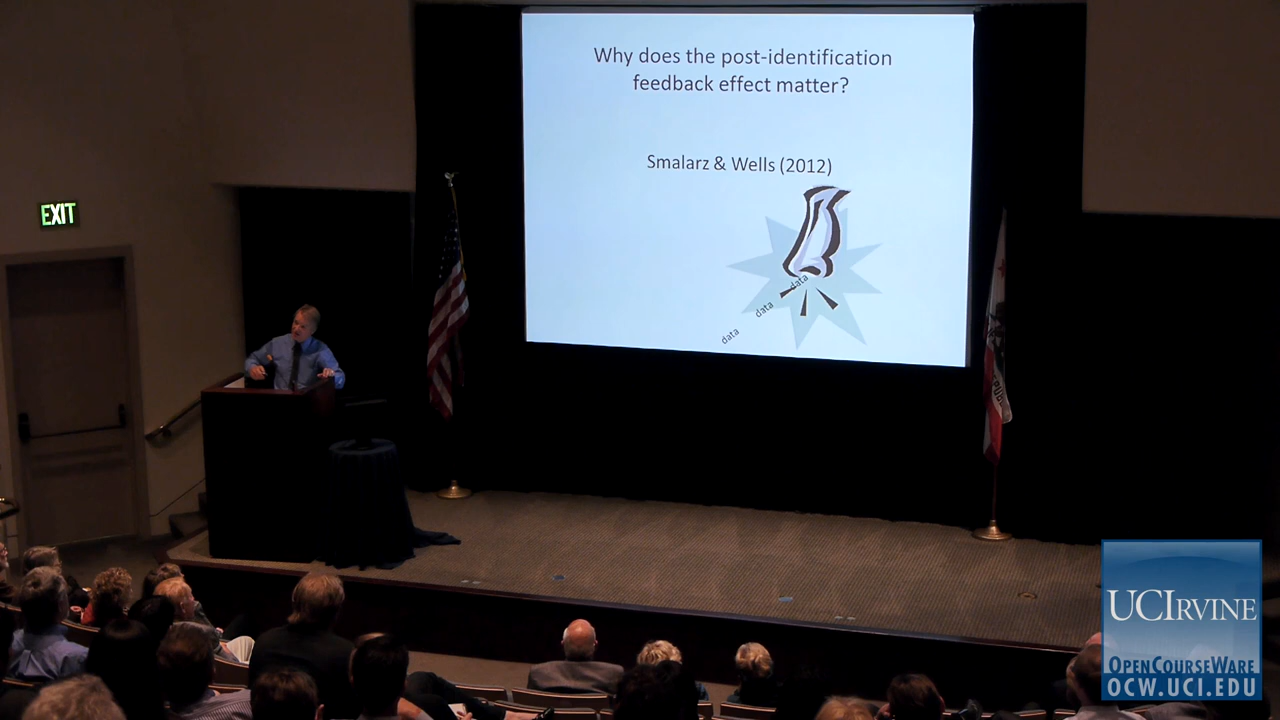 Why does the post-identification
feedback effect matter?
Smalarz & Wells (2012)
data
data
data
EXIT
UCIRVINE
OPENCOURSEWARE
OCW.UCI.EDU